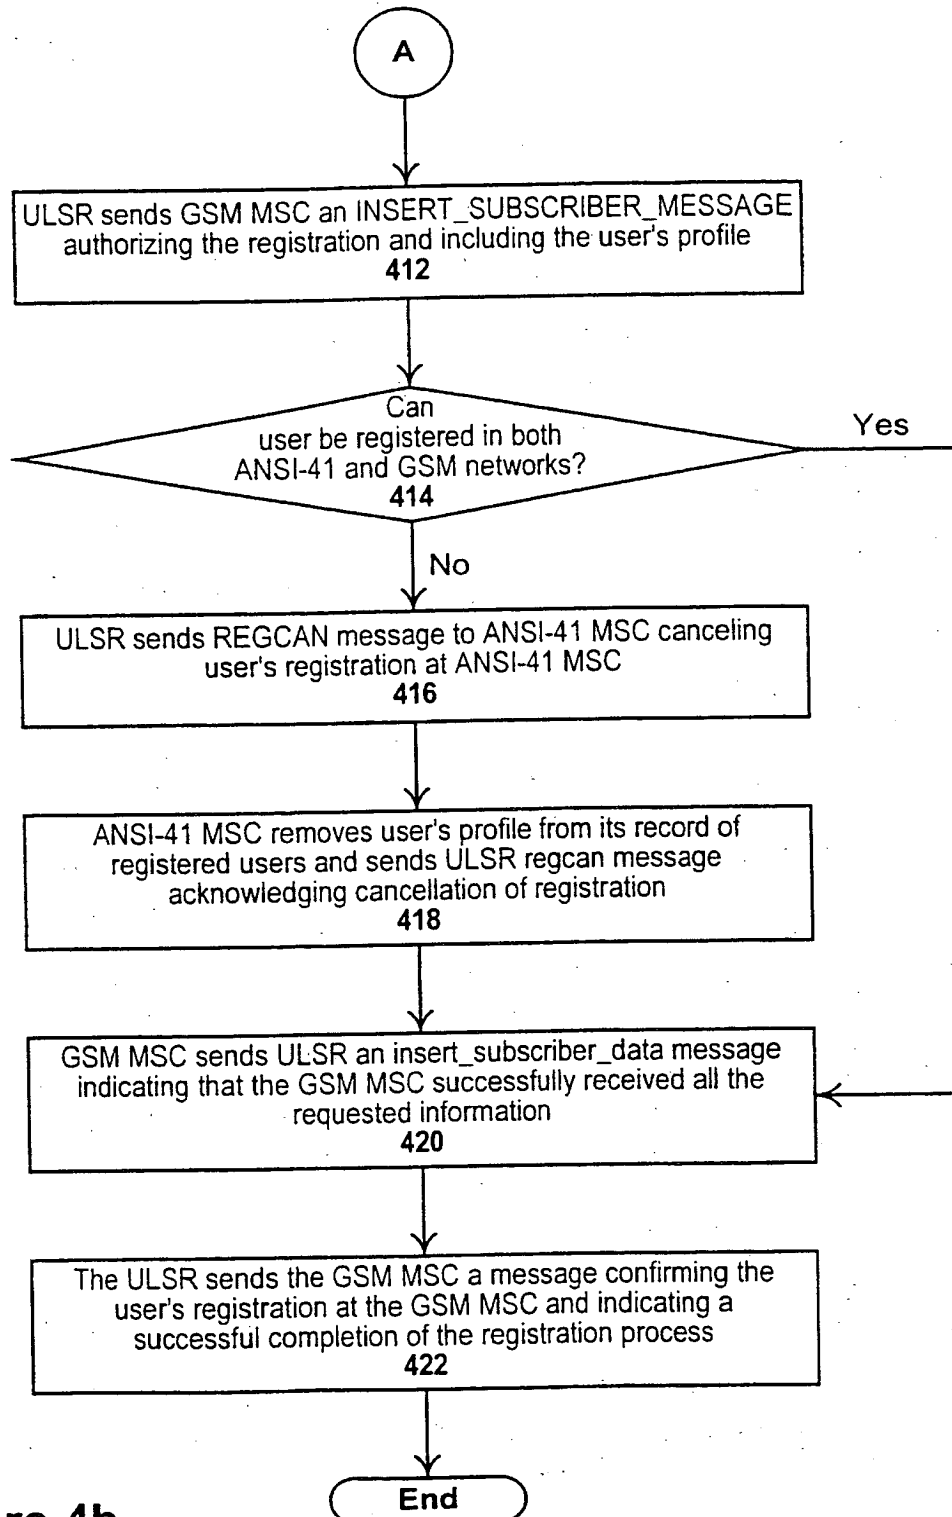 A
ULSR sends GSM MSC an INSERT_SUBSCRIBER_MESSAGE
authorizing the registration and including the user's profile
412
Can
user be registered in both
ANSI-41 and GSM networks?
414
Yes
No
ULSR sends REGCAN message to ANSI-41 MSC canceling
user's registration at ANSI-41 MSC
416
ANSI-41 MSC removes user's profile from its record of
registered users and sends ULSR regcan message
acknowledging cancellation of registration
418
GSM MSC sends ULSR an insert_subscriber_data message
indicating that the GSM MSC successfully received all the
requested information
420
The ULSR sends the GSM MSC a message confirming the
user's registration at the GSM MSC and indicating a
successful completion of the registration process
422
End